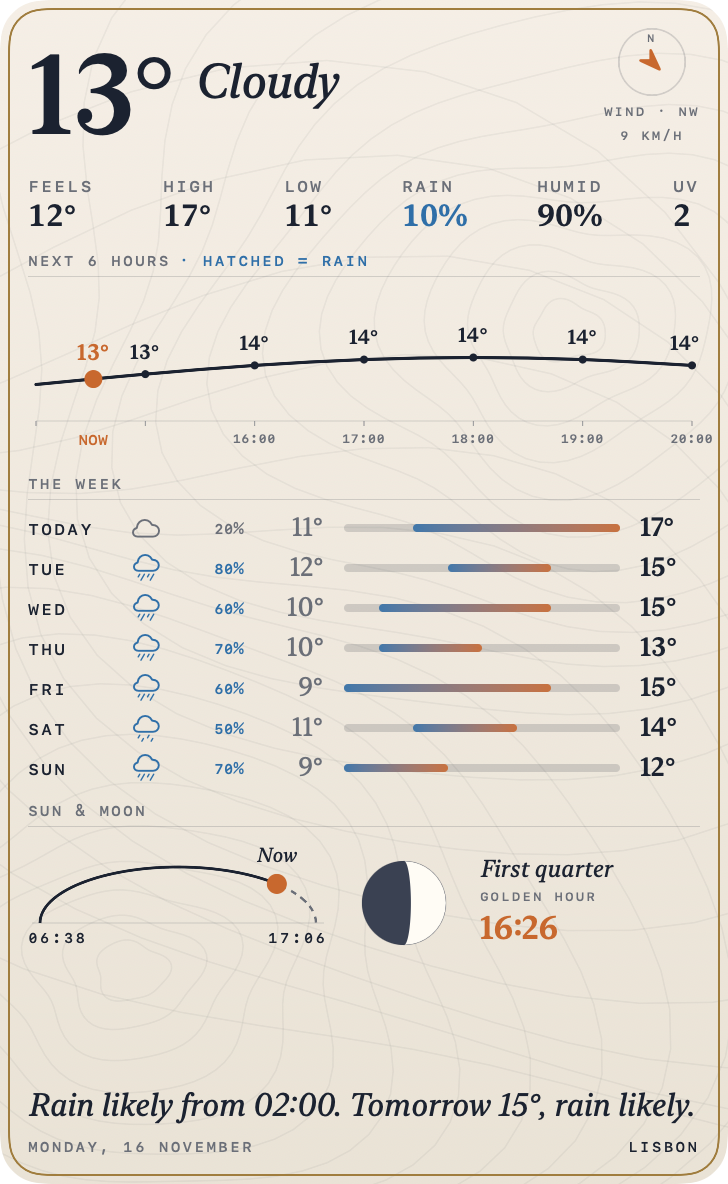 13° Cloudy
N
WIND · NW
9 KM/H
FEELS HIGH LOW RAIN HUMID UV
12° 17° 11° 10% 90% 2
NEXT 6 HOURS · HATCHED = RAIN
13° 13° 14° 14° 14° 14° 14°
NOW 16:00 17:00 18:00 19:00 20:00
THE WEEK
TODAY 20% 11° 17°
TUE 80% 12° 15°
WED 60% 10° 15°
THU 70% 10° 13°
FRI 60% 9° 15°
SAT 50% 11° 14°
SUN 70% 9° 12°
SUN & MOON
Now
06:38 17:06
First quarter
GOLDEN HOUR
16:26
Rain likely from 02:00. Tomorrow 15°, rain likely.
MONDAY, 16 NOVEMBER LISBON